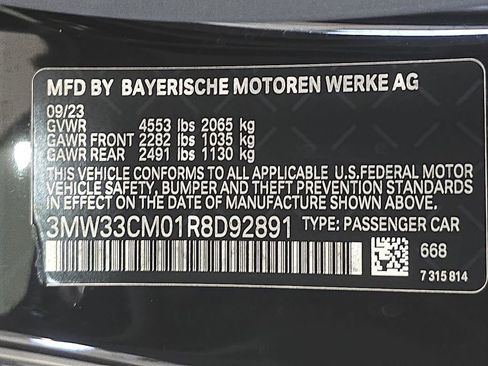 MFD BY BAYERISCHE MOTOREN WERKE AG
09/23
GVWR 4553 lbs 2065 kg
GAWR FRONT 2282 lbs 1035 kg
GAWR REAR 2491 lbs 1130 kg
THIS VEHICLE CONFORMS TO ALL APPLICABLE U.S.FEDERAL MOTOR
VEHICLE SAFETY, BUMPER AND THEFT PREVENTION STANDARDS
IN EFFECT ON THE DATE OF MANUFACTURE SHOWN ABOVE.
3MW33CM01R8D92891 TYPE: PASSENGER CAR
668
7 315 814